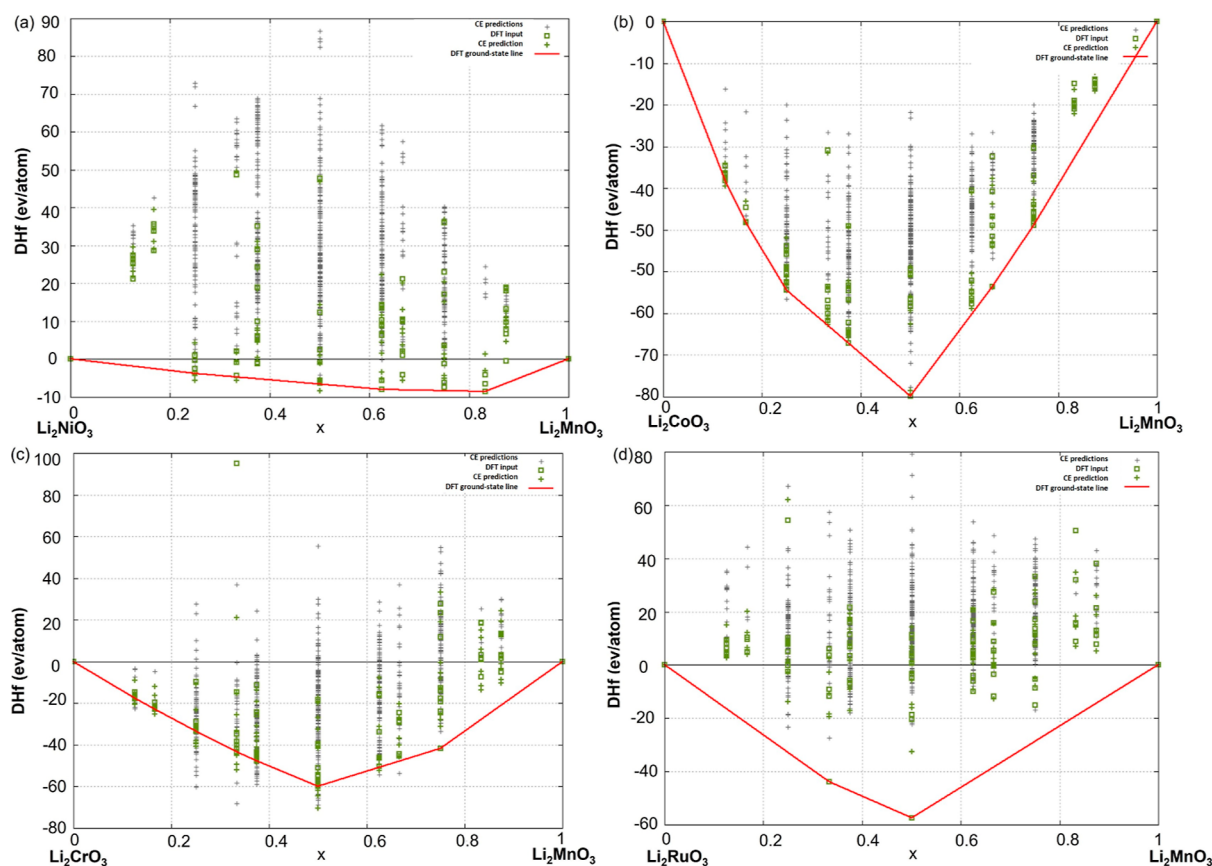 (a)
90
80
70
60
50
40
30
20
10
0
-10
DHf (ev/atom)
CE predictions
DFT input
CE prediction
DFT ground-state line
0 0.2 0.4 0.6 0.8 1
Li₂NiO₃ x Li₂MnO₃
(b)
0
-10
-20
-30
-40
-50
-60
-70
-80
DHf (ev/atom)
CE predictions
DFT input
CE prediction
DFT ground-state line
0 0.2 0.4 0.6 0.8 1
Li₂CoO₃ x Li₂MnO₃
(c)
100
80
60
40
20
0
-20
-40
-60
-80
DHf (ev/atom)
CE predictions
DFT input
CE prediction
DFT ground-state line
0 0.2 0.4 0.6 0.8 1
Li₂CrO₃ x Li₂MnO₃
(d)
80
60
40
20
0
-20
-40
-60
DHf (ev/atom)
CE predictions
DFT input
CE prediction
DFT ground-state line
0 0.2 0.4 0.6 0.8 1
Li₂RuO₃ x Li₂MnO₃